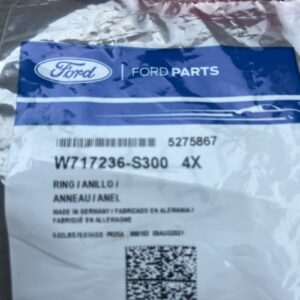 Ford FORD PARTS
5275867
W717236-S300 4X
RING / ANILLO /
ANNEAU / ANEL
MADE IN GERMANY / FABRICADO EN ALEMANIA /
FABRIQUÉ EN ALLEMAGNE